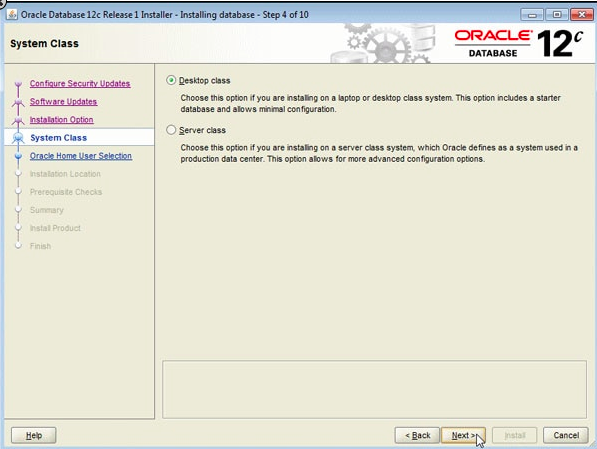 Oracle Database 12c Release 1 Installer - Installing database - Step 4 of 10
System Class
ORACLE
DATABASE
12c
Configure Security Updates
Software Updates
Installation Option
System Class
Oracle Home User Selection
Installation Location
Prerequisite Checks
Summary
Install Product
Finish
Desktop class
Choose this option if you are installing on a laptop or desktop class system. This option includes a starter
database and allows minimal configuration.
Server class
Choose this option if you are installing on a server class system, which Oracle defines as a system used in a
production data center. This option allows for more advanced configuration options.
Help
< Back
Next >
Install
Cancel